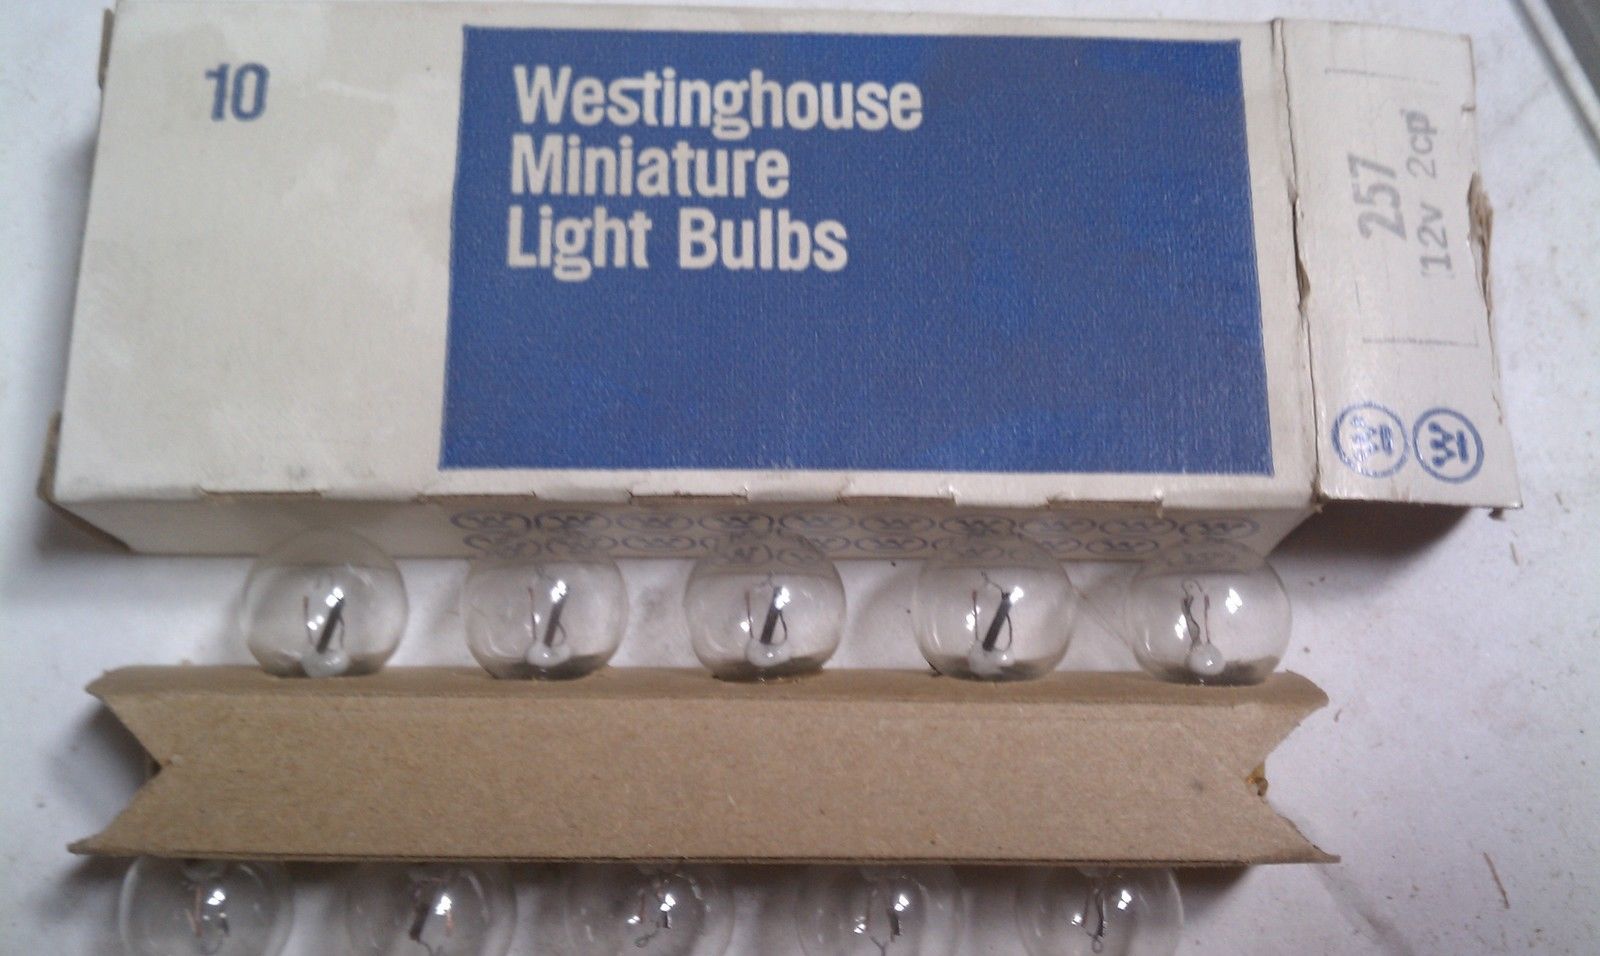 10
Westinghouse
Miniature
Light Bulbs
257
12v 2cp